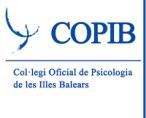 COPIB
Col·legi Oficial de Psicologia
de les Illes Balears